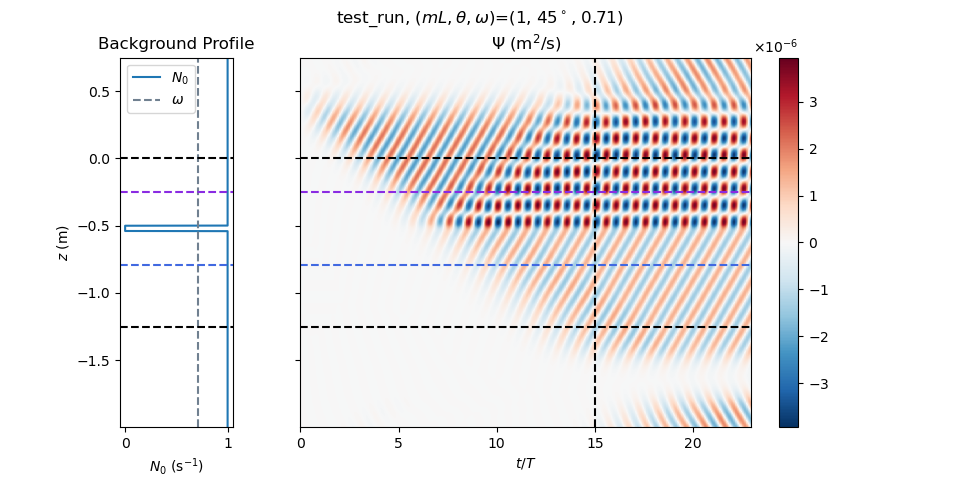 test_run, (mL, θ, ω)=(1, 45°, 0.71)
Background Profile
Ψ (m²/s)
×10⁻⁶
N₀
ω
0.5
0.0
−0.5
−1.0
−1.5
z (m)
0
1
N₀ (s⁻¹)
0
5
10
15
20
t/T
3
2
1
0
−1
−2
−3